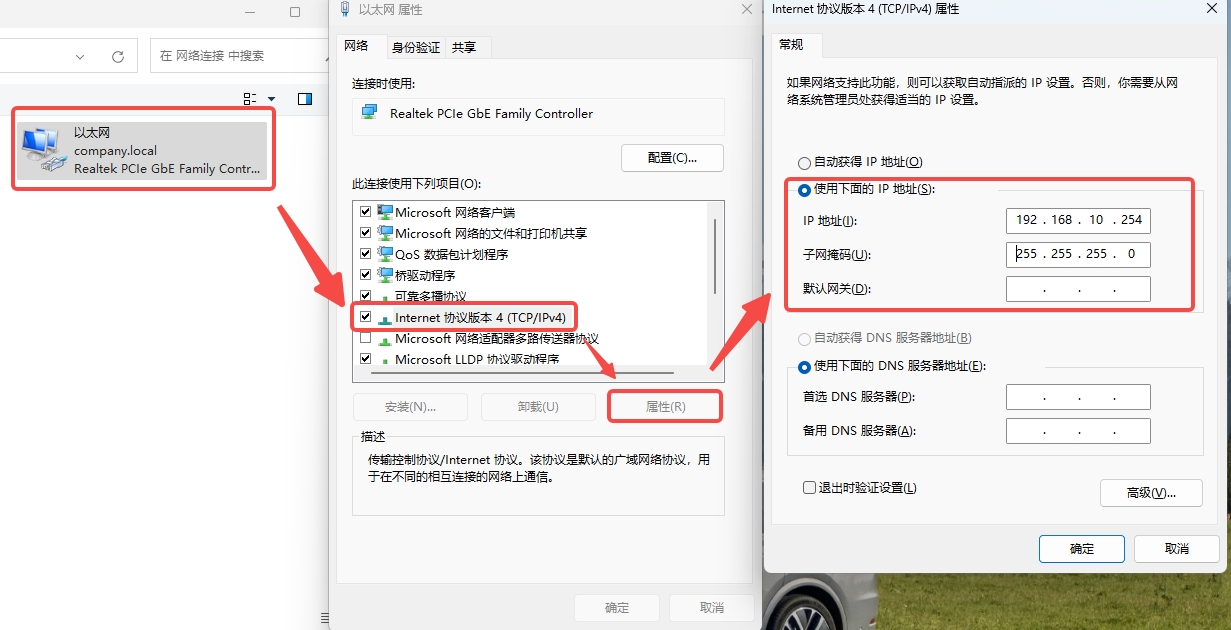 在 网络连接 中搜索
以太网
company.local
Realtek PCIe GbE Family Contr...
以太网 属性
网络
身份验证
共享
连接时使用:
Realtek PCIe GbE Family Controller
配置(C)...
此连接使用下列项目(O):
Microsoft 网络客户端
Microsoft 网络的文件和打印机共享
QoS 数据包计划程序
桥驱动程序
可靠多播协议
Internet 协议版本 4 (TCP/IPv4)
Microsoft 网络适配器多路传送器协议
Microsoft LLDP 协议驱动程序
安装(N)...
卸载(U)
属性(R)
描述
传输控制协议/Internet 协议。该协议是默认的广域网络协议，用
于在不同的相互连接的网络上通信。
确定
取消
Internet 协议版本 4 (TCP/IPv4) 属性
常规
如果网络支持此功能，则可以获取自动指派的 IP 设置。否则，你需要从网
络系统管理员处获得适当的 IP 设置。
自动获得 IP 地址(O)
使用下面的 IP 地址(S):
IP 地址(I):
192 . 168 . 10 . 254
子网掩码(U):
255 . 255 . 255 . 0
默认网关(D):
. . .
自动获得 DNS 服务器地址(B)
使用下面的 DNS 服务器地址(E):
首选 DNS 服务器(P):
. . .
备用 DNS 服务器(A):
. . .
退出时验证设置(L)
高级(V)...
确定
取消